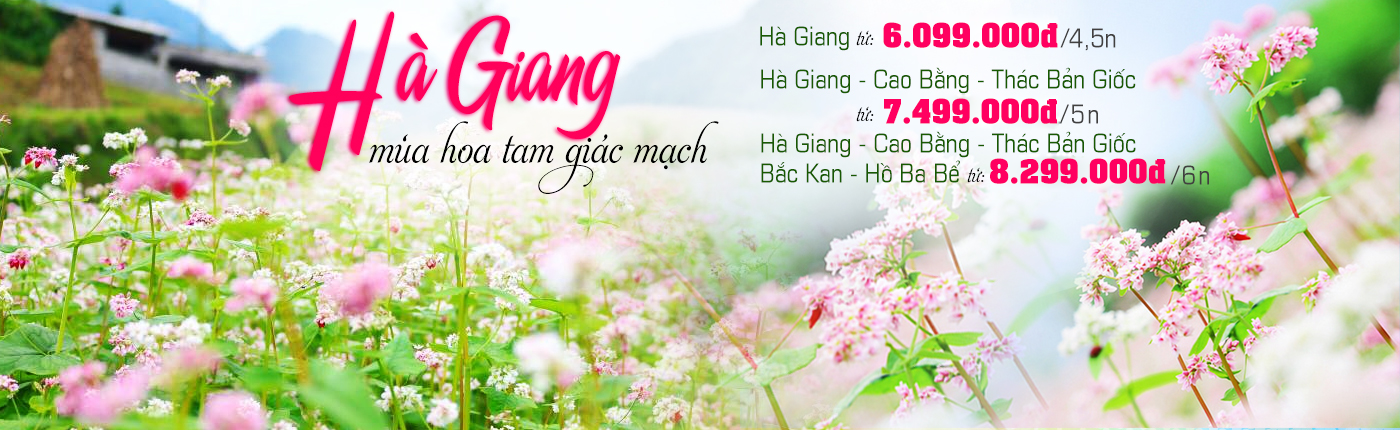 Hà Giang
mùa hoa tam giác mạch
Hà Giang từ: 6.099.000đ/4,5n
Hà Giang - Cao Bằng - Thác Bản Giốc
từ: 7.499.000đ/5n
Hà Giang - Cao Bằng - Thác Bản Giốc
Bắc Kan - Hồ Ba Bể từ: 8.299.000đ/6n